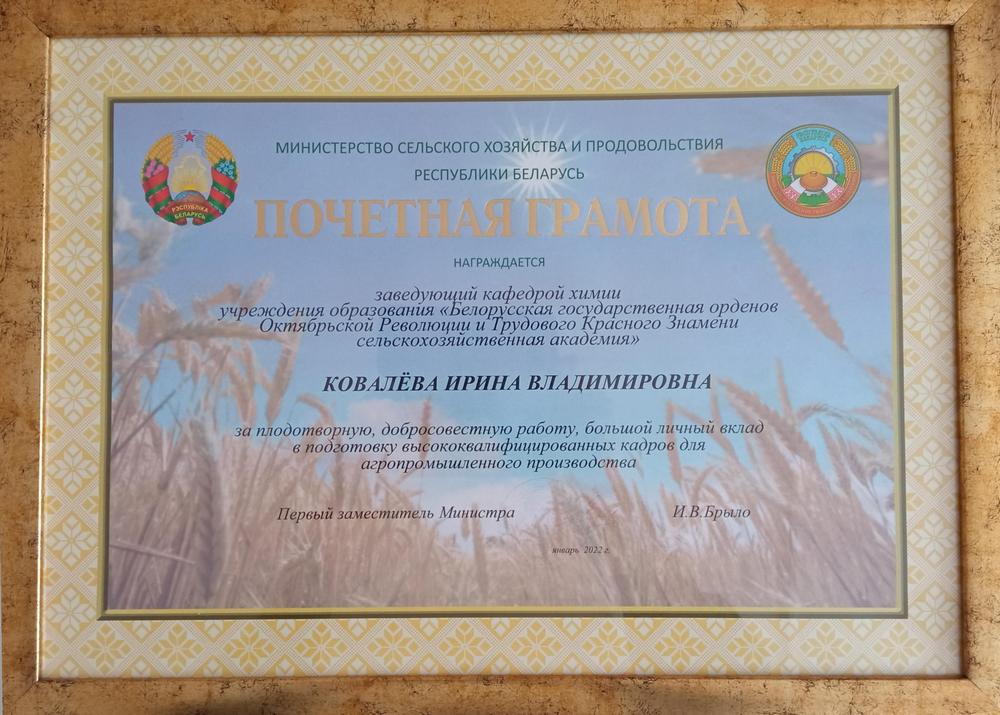 МИНИСТЕРСТВО СЕЛЬСКОГО ХОЗЯЙСТВА И ПРОДОВОЛЬСТВИЯ
РЕСПУБЛИКИ БЕЛАРУСЬ
ПОЧЕТНАЯ ГРАМОТА
НАГРАЖДАЕТСЯ
заведующий кафедрой химии
учреждения образования «Белорусская государственная орденов
Октябрьской Революции и Трудового Красного Знамени
сельскохозяйственная академия»
КОВАЛЁВА ИРИНА ВЛАДИМИРОВНА
за плодотворную, добросовестную работу, большой личный вклад
в подготовку высококвалифицированных кадров для
агропромышленного производства
Первый заместитель Министра И.В.Брыло
январь 2022 г.
РЭСПУБЛІКА
БЕЛАРУСЬ